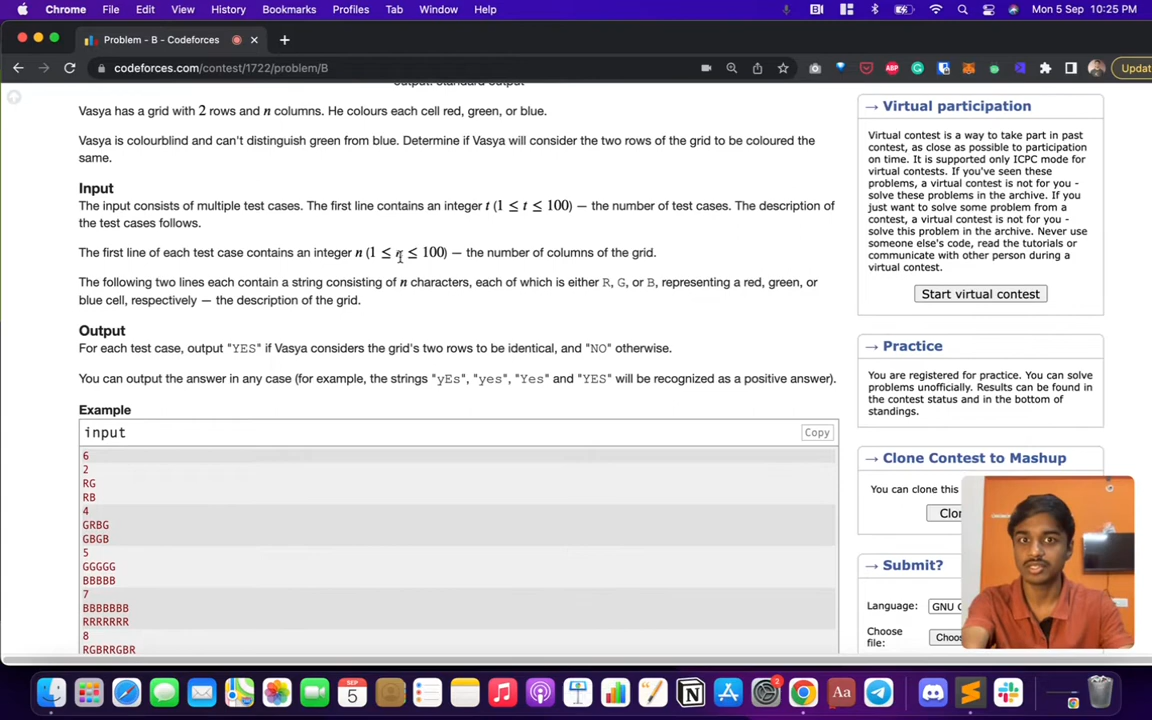 Chrome File Edit View History Bookmarks Profiles Tab Window Help Mon 5 Sep 10:25 PM
Problem - B - Codeforces
codeforces.com/contest/1722/problem/B
ABP
Updat
Vasya has a grid with 2 rows and n columns. He colours each cell red, green, or blue.
Vasya is colourblind and can't distinguish green from blue. Determine if Vasya will consider the two rows of the grid to be coloured the
same.
Input
The input consists of multiple test cases. The first line contains an integer t (1 ≤ t ≤ 100) — the number of test cases. The description of
the test cases follows.
The first line of each test case contains an integer n (1 ≤ n ≤ 100) — the number of columns of the grid.
The following two lines each contain a string consisting of n characters, each of which is either R, G, or B, representing a red, green, or
blue cell, respectively — the description of the grid.
Output
For each test case, output "YES" if Vasya considers the grid's two rows to be identical, and "NO" otherwise.
You can output the answer in any case (for example, the strings "yEs", "yes", "Yes" and "YES" will be recognized as a positive answer).
Example
input
Copy
6
2
RG
RB
4
GRBG
GBGB
5
GGGGG
BBBBB
7
BBBBBBB
RRRRRRR
8
RGBRRGBR
→ Virtual participation
Virtual contest is a way to take part in past
contest, as close as possible to participation
on time. It is supported only ICPC mode for
virtual contests. If you've seen these
problems, a virtual contest is not for you -
solve these problems in the archive. If you
just want to solve some problem from a
contest, a virtual contest is not for you -
solve this problem in the archive. Never use
someone else's code, read the tutorials or
communicate with other person during a
virtual contest.
Start virtual contest
→ Practice
You are registered for practice. You can solve
problems unofficially. Results can be found in
the contest status and in the bottom of
standings.
→ Clone Contest to Mashup
You can clone this
Clon
→ Submit?
Language: GNU
Choose
file:
Choos
SEP
5
Aa
2